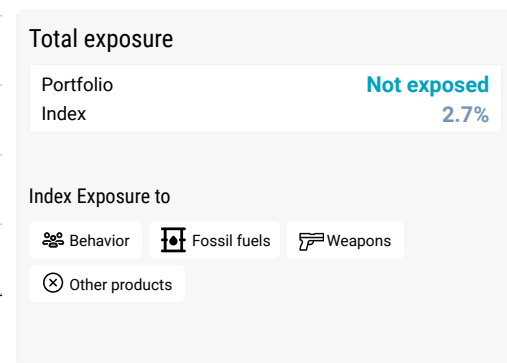 Total exposure
Portfolio Not exposed
Index 2.7%
Index Exposure to
Behavior Fossil fuels Weapons
Other products